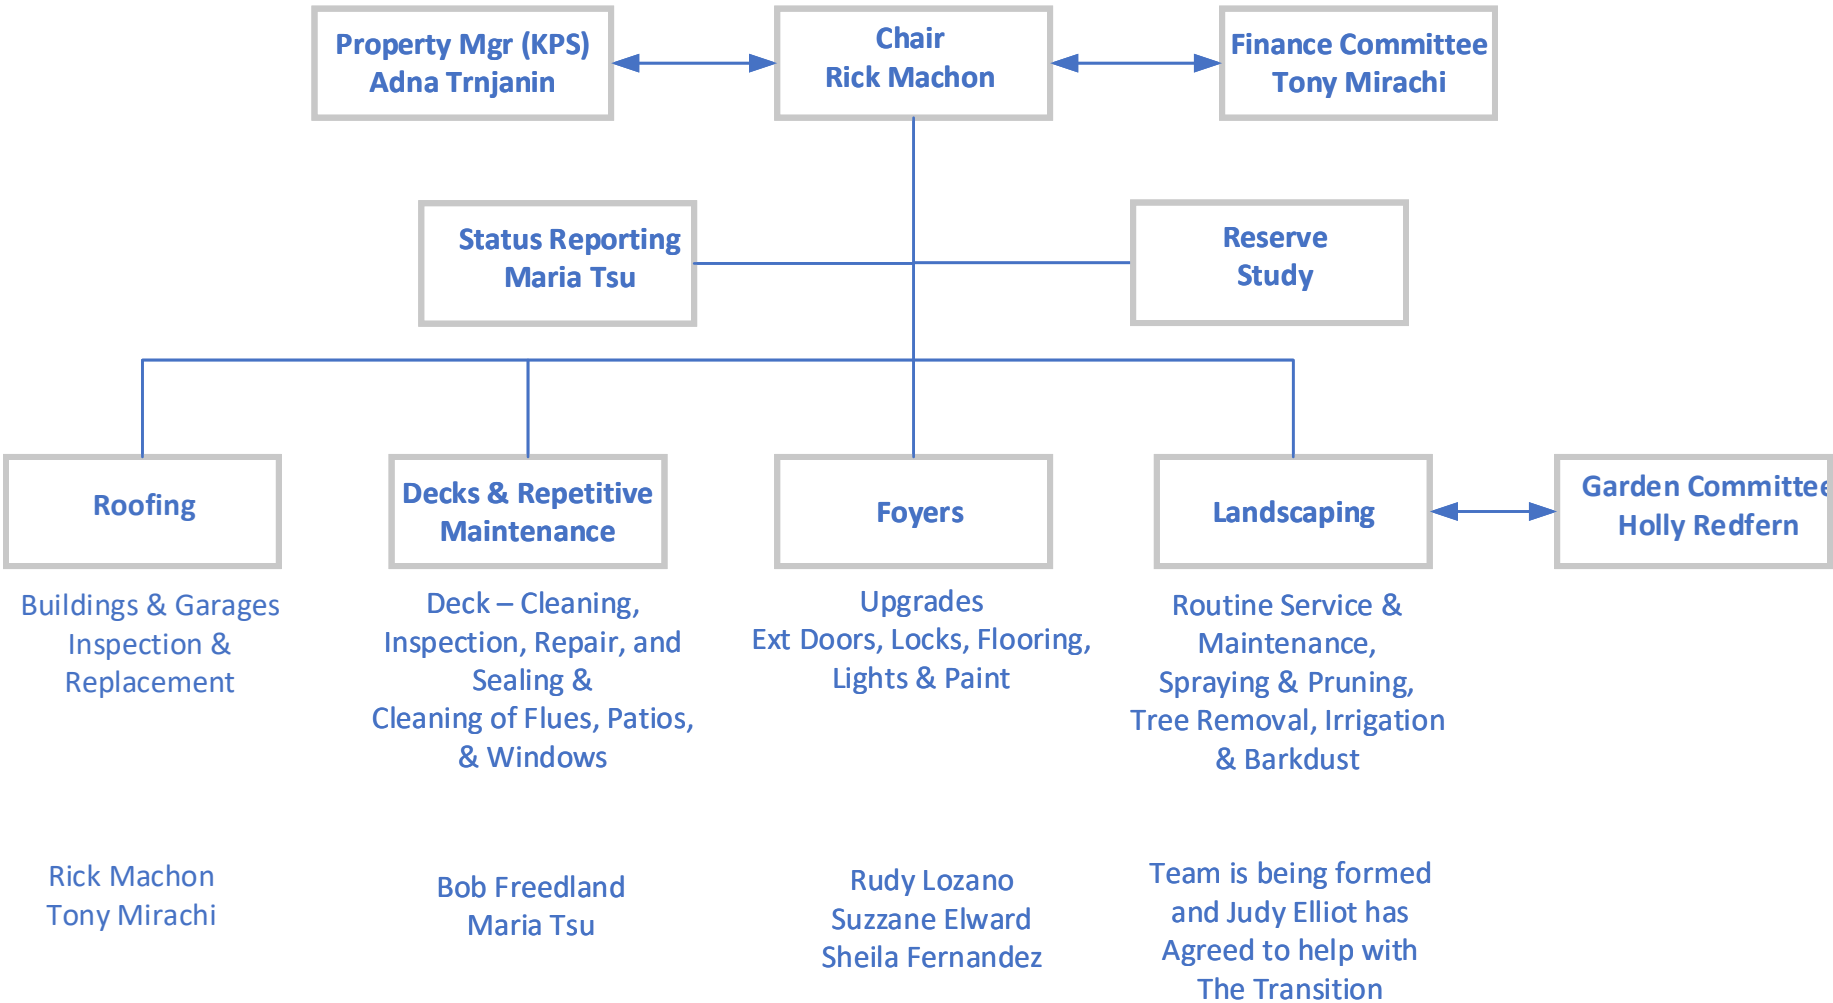 Property Mgr (KPS)
Adna Trnjanin
Chair
Rick Machon
Finance Committee
Tony Mirachi
Status Reporting
Maria Tsu
Reserve
Study
Roofing
Decks & Repetitive
Maintenance
Foyers
Landscaping
Garden Committee
Holly Redfern
Buildings & Garages
Inspection &
Replacement
Deck – Cleaning,
Inspection, Repair, and
Sealing &
Cleaning of Flues, Patios,
& Windows
Upgrades
Ext Doors, Locks, Flooring,
Lights & Paint
Routine Service &
Maintenance,
Spraying & Pruning,
Tree Removal, Irrigation
& Barkdust
Rick Machon
Tony Mirachi
Bob Freedland
Maria Tsu
Rudy Lozano
Suzzane Elward
Sheila Fernandez
Team is being formed
and Judy Elliot has
Agreed to help with
The Transition